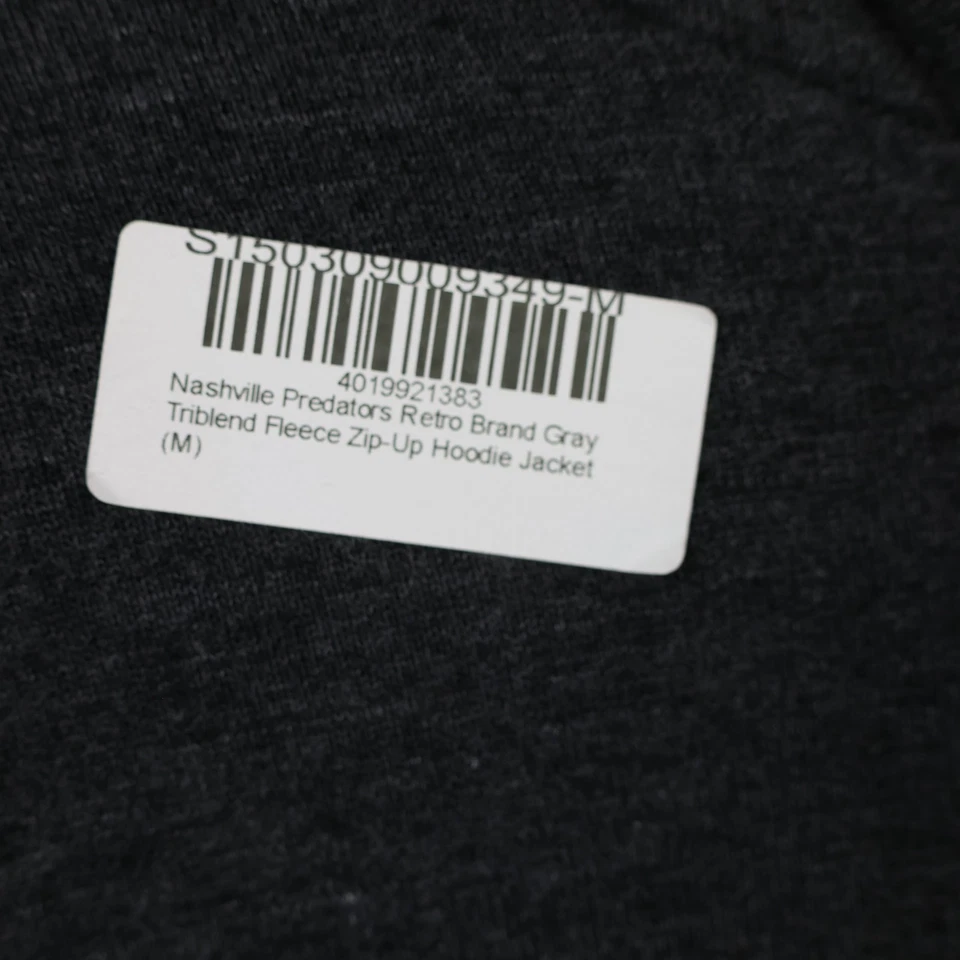 S150309009349-M
4019921383
Nashville Predators Retro Brand Gray
Triblend Fleece Zip-Up Hoodie Jacket
(M)